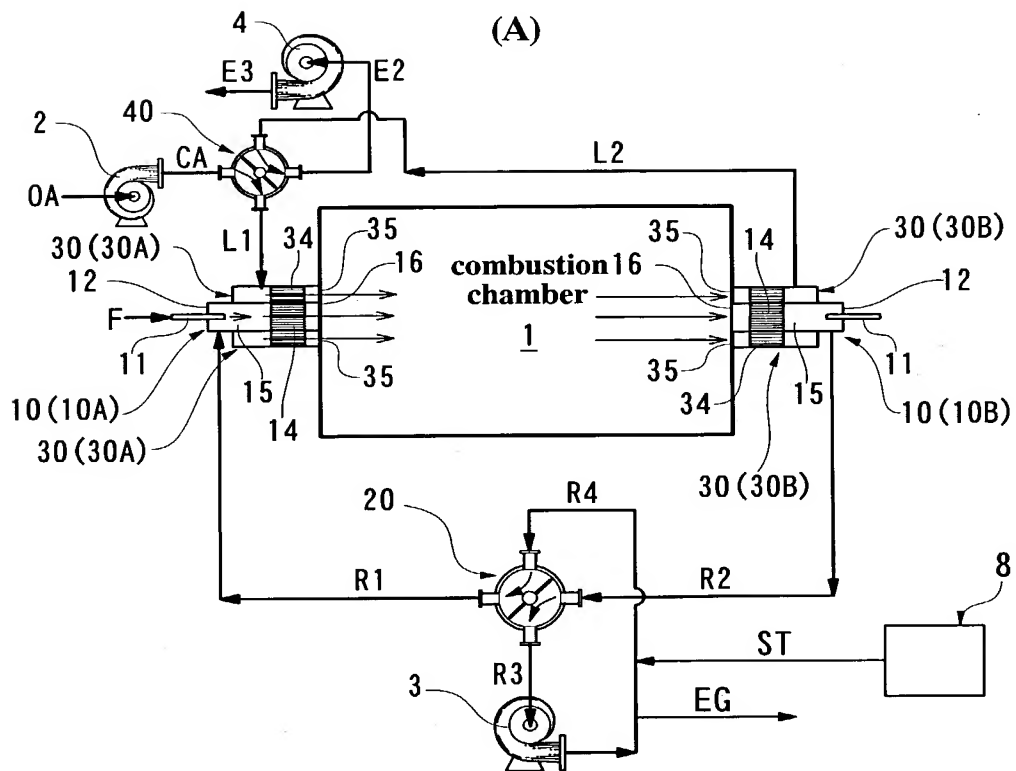 (A)
4
E3
E2
40
2
CA
L2
OA
L1
34
35
30(30A)
16
12
F
11
15
14
35
10(10A)
30(30A)
combustion
chamber
1
35
16
14
30(30B)
12
35
34
15
11
10(10B)
30(30B)
R4
20
R1
R2
8
ST
R3
3
EG